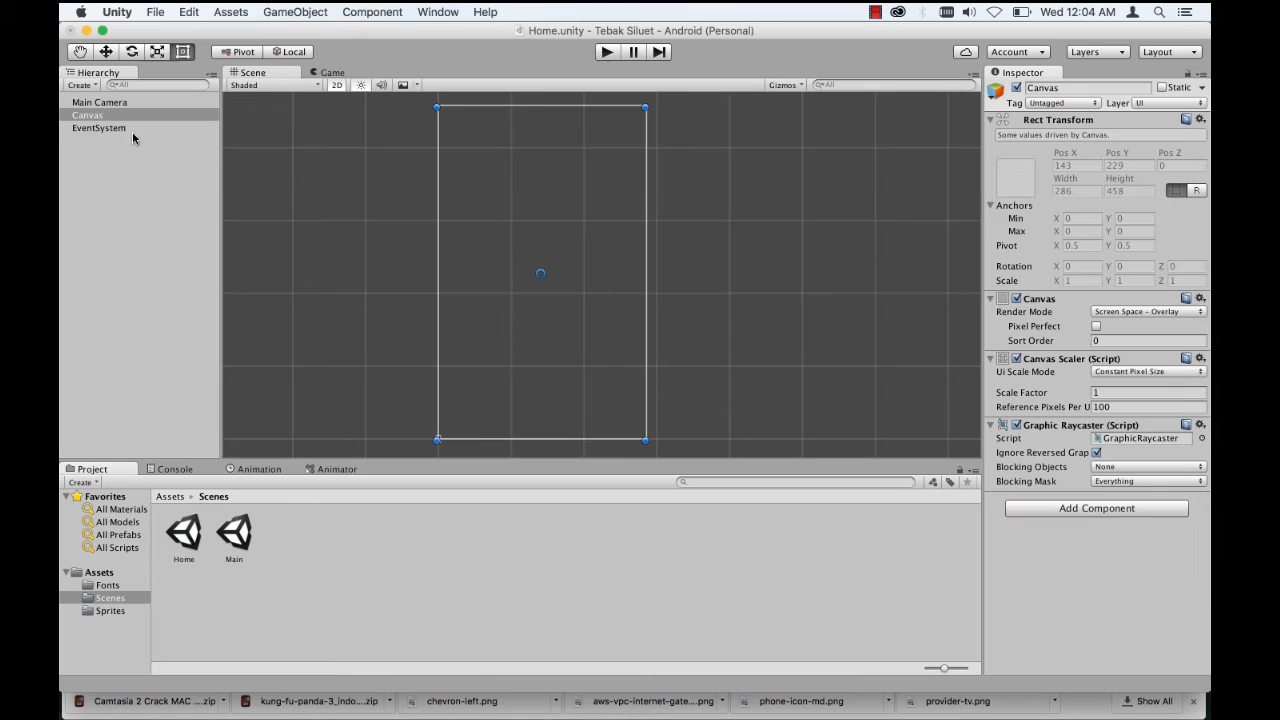 Unity File Edit Assets GameObject Component Window Help Wed 12:04 AM
Home.unity - Tebak Siluet - Android (Personal)
Pivot Local Account Layers Layout
Hierarchy
Create All
Main Camera
Canvas
EventSystem
Scene Game
Shaded 2D Gizmos All
Inspector
Canvas Static
Tag Untagged Layer UI
Rect Transform
Some values driven by Canvas.
Pos X Pos Y Pos Z
143 229 0
Width Height
286 458 R
Anchors
Min X 0 Y 0
Max X 0 Y 0
Pivot X 0.5 Y 0.5
Rotation X 0 Y 0 Z 0
Scale X 1 Y 1 Z 1
Canvas
Render Mode Screen Space - Overlay
Pixel Perfect
Sort Order 0
Canvas Scaler (Script)
Ui Scale Mode Constant Pixel Size
Scale Factor 1
Reference Pixels Per U 100
Graphic Raycaster (Script)
Script GraphicRaycaster
Ignore Reversed Grap
Blocking Objects None
Blocking Mask Everything
Add Component
Project Console Animation Animator
Create
Favorites
All Materials
All Models
All Prefabs
All Scripts
Assets
Fonts
Scenes
Sprites
Assets Scenes
Home Main
Camtasia 2 Crack MAC ....zip kung-fu-panda-3_indo....zip chevron-left.png aws-vpc-internet-gate....png phone-icon-md.png provider-tv.png Show All